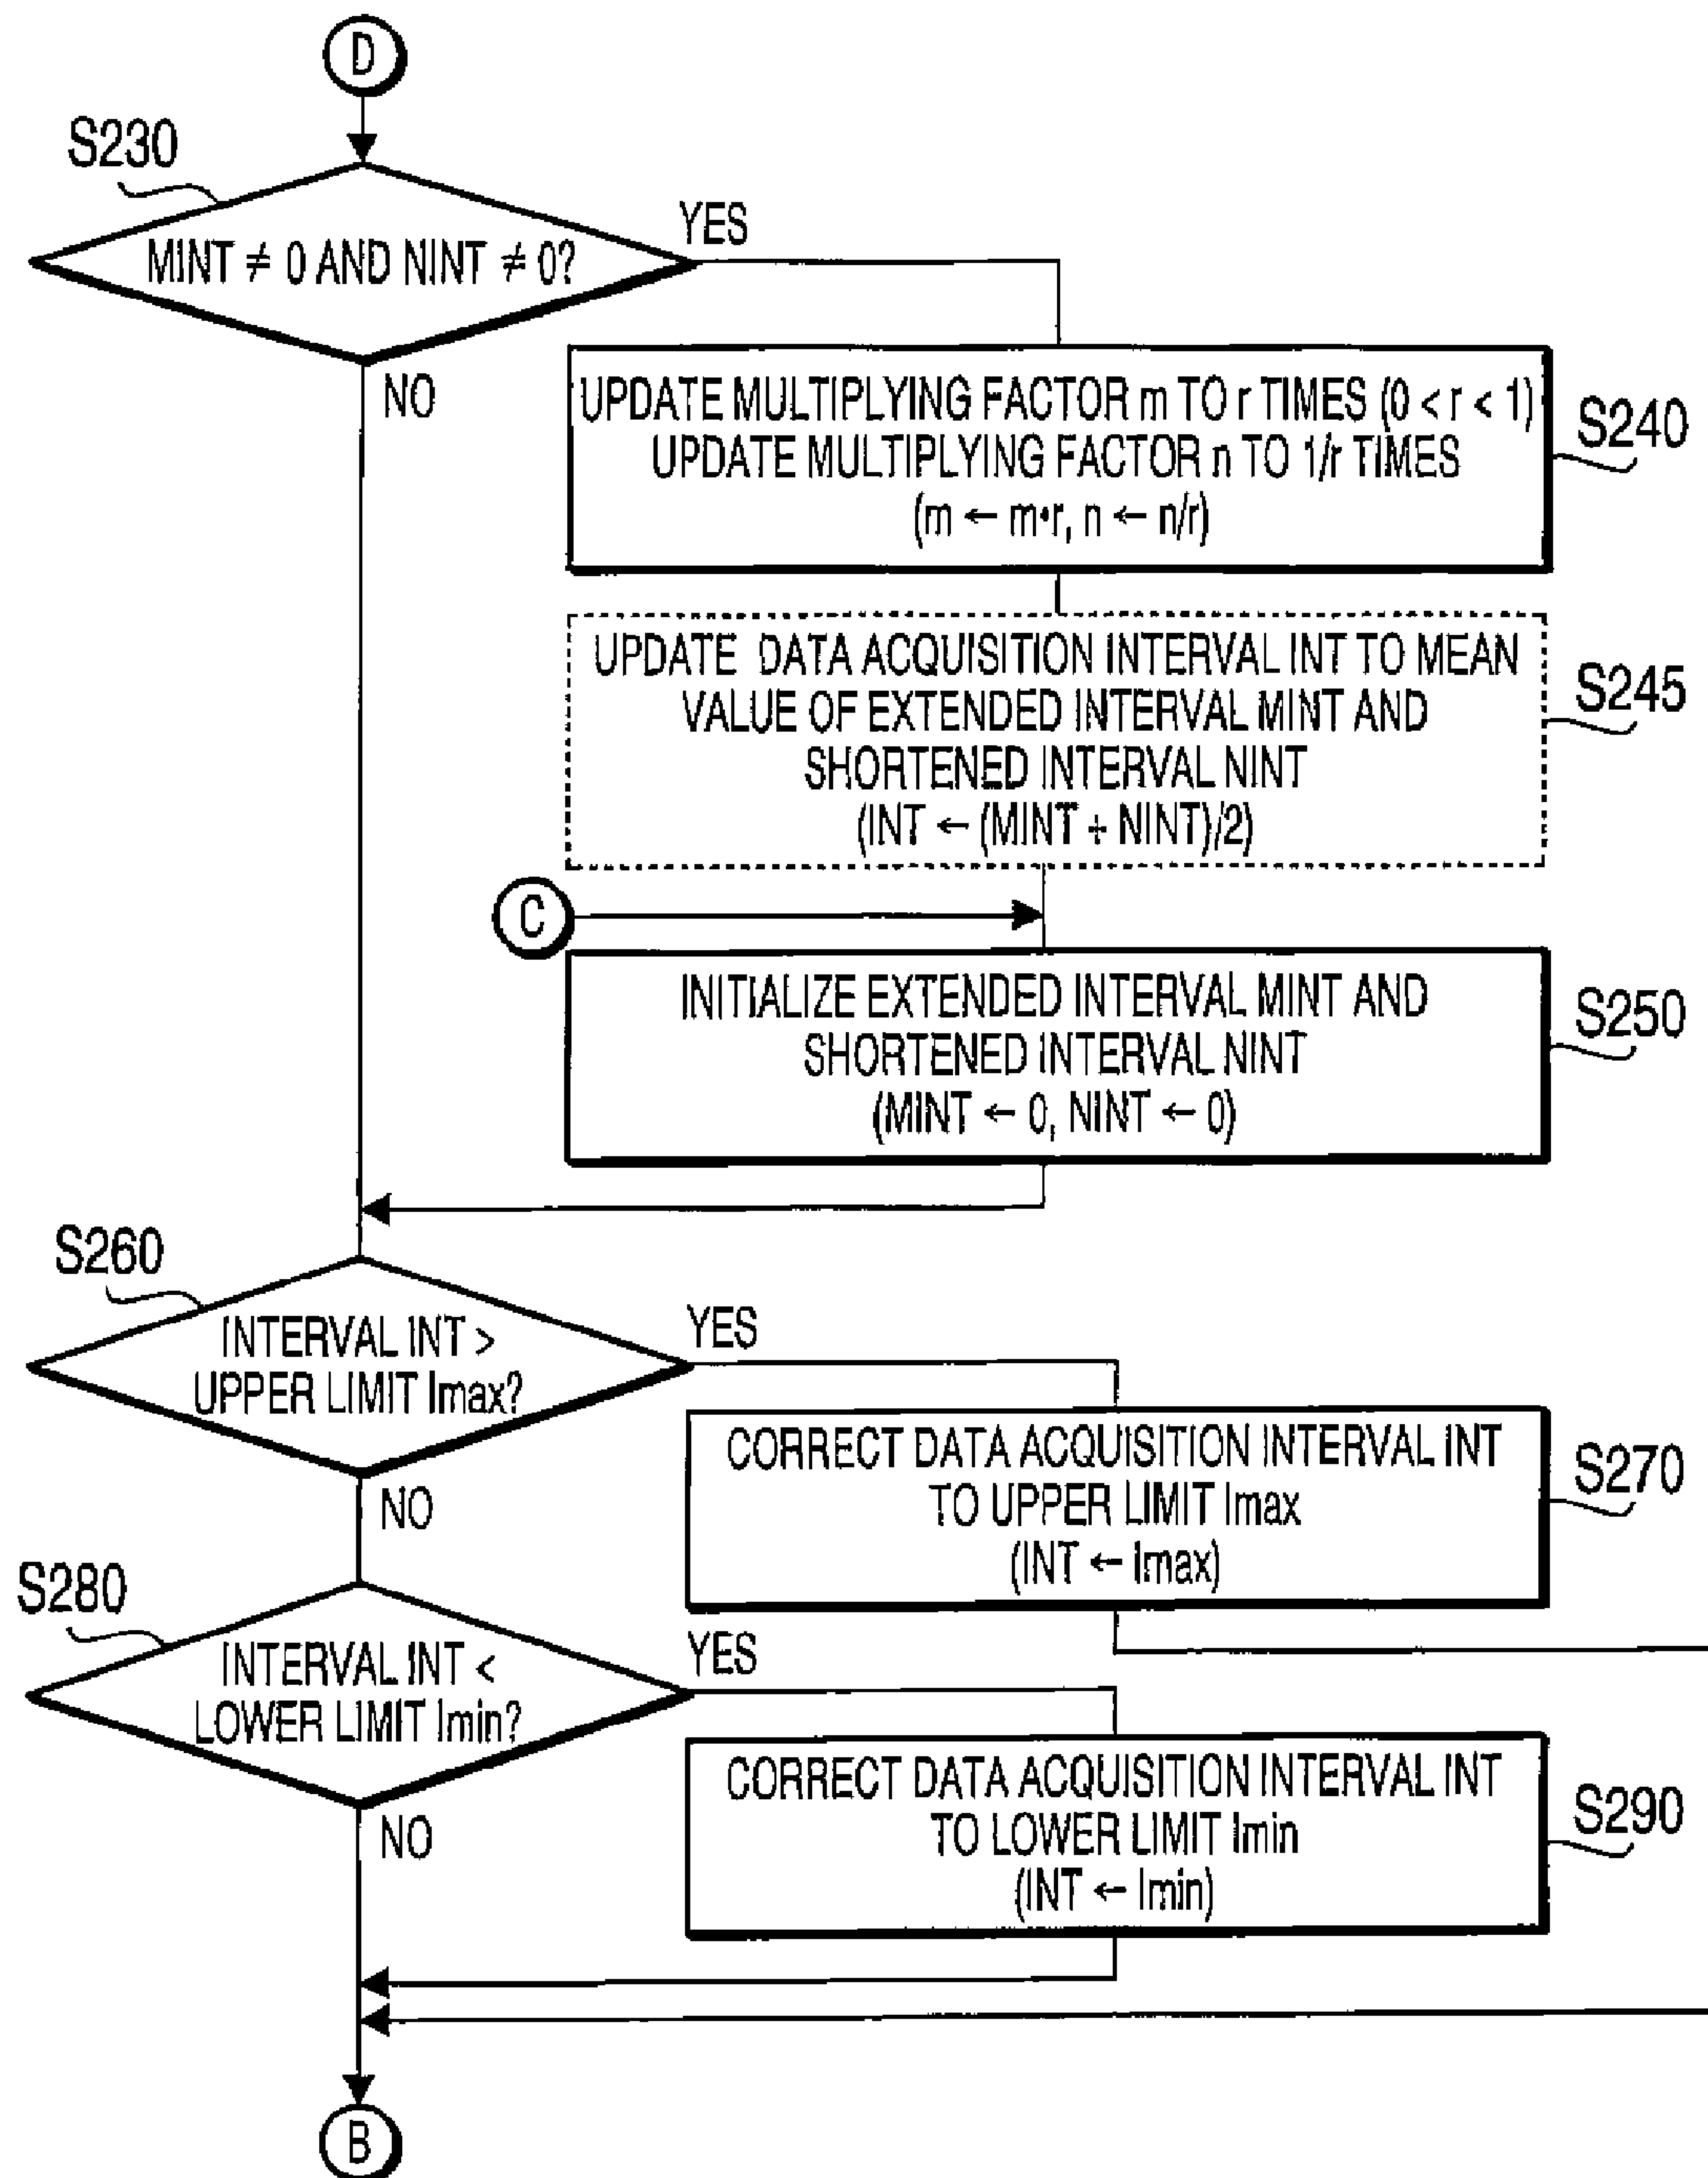 D
S230
MINT ≠ 0 AND NINT ≠ 0?
YES
NO
UPDATE MULTIPLYING FACTOR m TO r TIMES (0 < r < 1)
UPDATE MULTIPLYING FACTOR n TO 1/r TIMES
(m ← m•r, n ← n/r)
S240
UPDATE DATA ACQUISITION INTERVAL INT TO MEAN
VALUE OF EXTENDED INTERVAL MINT AND
SHORTENED INTERVAL NINT
(INT ← (MINT + NINT)/2)
S245
C
INITIALIZE EXTENDED INTERVAL MINT AND
SHORTENED INTERVAL NINT
(MINT ← 0, NINT ← 0)
S250
S260
INTERVAL INT >
UPPER LIMIT Imax?
YES
NO
CORRECT DATA ACQUISITION INTERVAL INT
TO UPPER LIMIT Imax
(INT ← Imax)
S270
S280
INTERVAL INT <
LOWER LIMIT Imin?
YES
NO
CORRECT DATA ACQUISITION INTERVAL INT
TO LOWER LIMIT Imin
(INT ← Imin)
S290
B